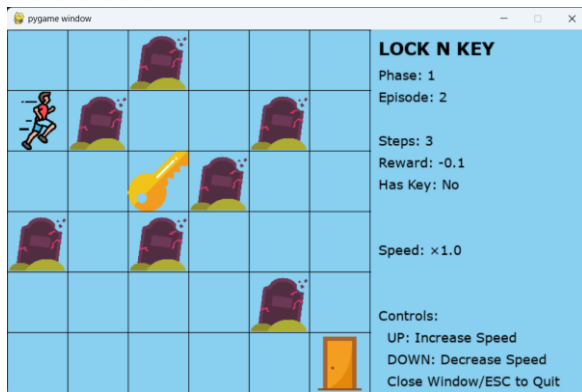 pygame window
LOCK N KEY
Phase: 1
Episode: 2
Steps: 3
Reward: -0.1
Has Key: No
Speed: ×1.0
Controls:
UP: Increase Speed
DOWN: Decrease Speed
Close Window/ESC to Quit